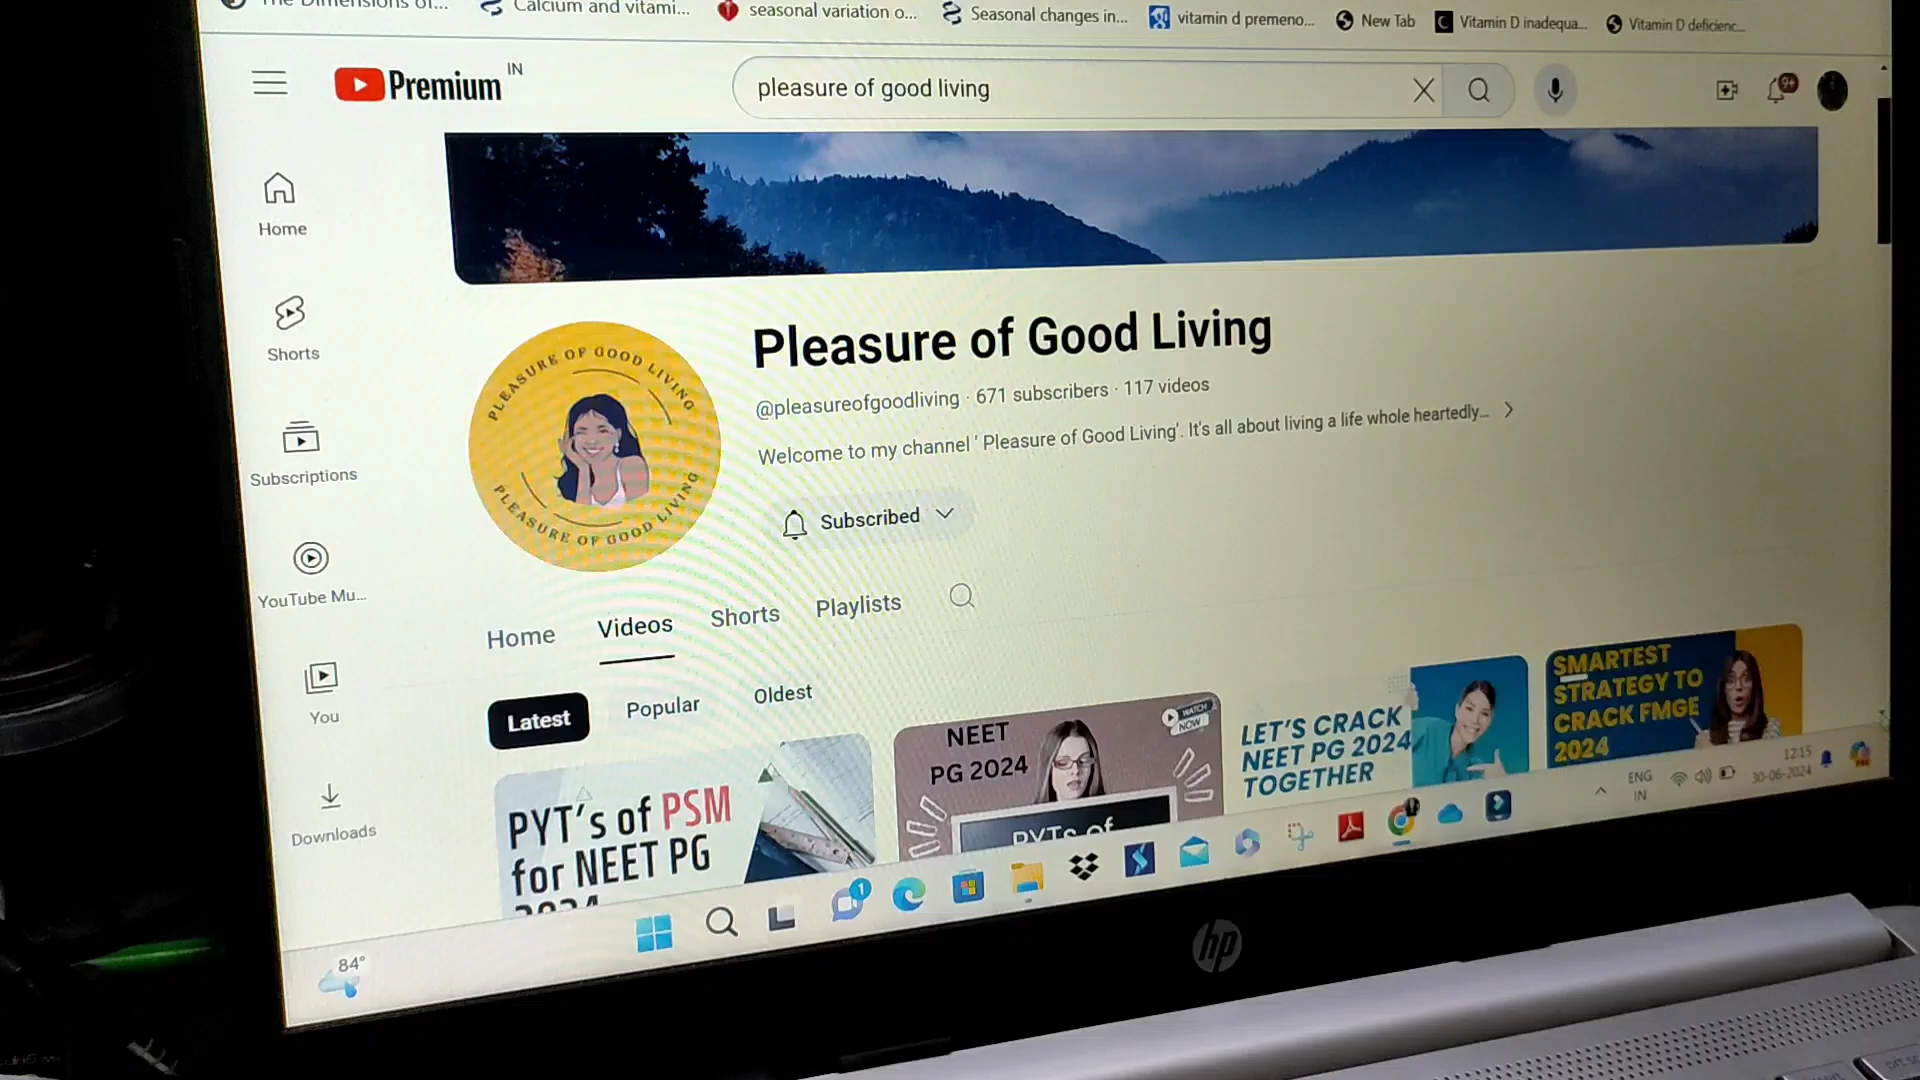 Calcium and vitami...
seasonal variation o...
Seasonal changes in...
vitamin d premeno...
New Tab
Vitamin D inadequa...
Vitamin D deficienc...
Premium IN
pleasure of good living
9+
Home
Shorts
Subscriptions
YouTube Mu...
You
Downloads
PLEASURE OF GOOD LIVING
PLEASURE OF GOOD LIVING
Pleasure of Good Living
@pleasureofgoodliving · 671 subscribers · 117 videos
Welcome to my channel ' Pleasure of Good Living'. It's all about living a life whole heartedly...
Subscribed
Home Videos Shorts Playlists
Latest Popular Oldest
PYT's of PSM
for NEET PG
2024
NEET
PG 2024
WATCH
NOW
PYTs of
LET'S CRACK
NEET PG 2024
TOGETHER
SMARTEST
STRATEGY TO
CRACK FMGE
2024
84°
1
ENG
IN
12:15
30-06-2024
hp